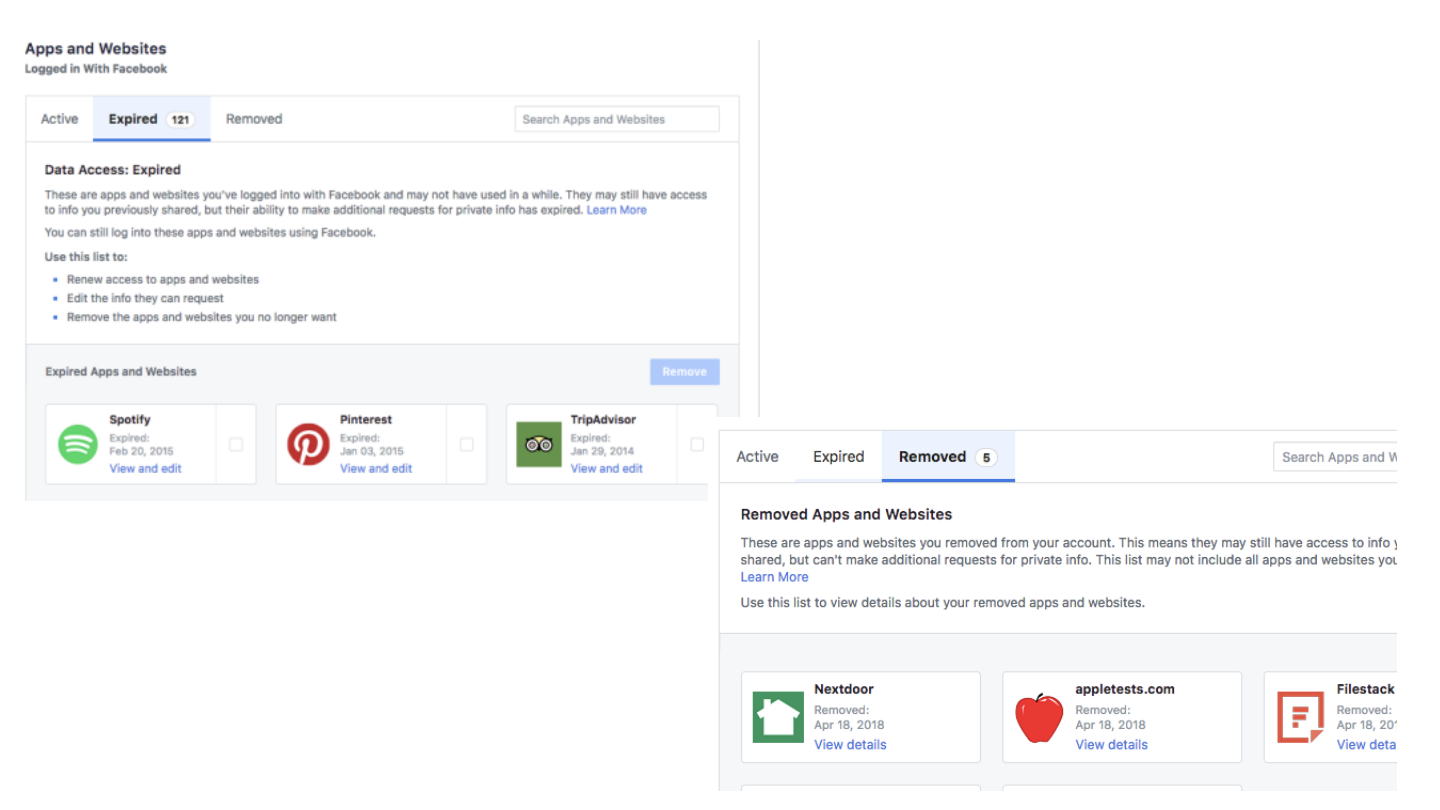 Apps and Websites
Logged in With Facebook
Active Expired 121 Removed Search Apps and Websites
Data Access: Expired
These are apps and websites you've logged into with Facebook and may not have used in a while. They may still have access
to info you previously shared, but their ability to make additional requests for private info has expired. Learn More
You can still log into these apps and websites using Facebook.
Use this list to:
• Renew access to apps and websites
• Edit the info they can request
• Remove the apps and websites you no longer want
Expired Apps and Websites Remove
Spotify
Expired:
Feb 20, 2015
View and edit
Pinterest
Expired:
Jan 03, 2015
View and edit
TripAdvisor
Expired:
Jan 29, 2014
View and edit
Active Expired Removed 5 Search Apps and W
Removed Apps and Websites
These are apps and websites you removed from your account. This means they may still have access to info
shared, but can't make additional requests for private info. This list may not include all apps and websites you
Learn More
Use this list to view details about your removed apps and websites.
Nextdoor
Removed:
Apr 18, 2018
View details
appletests.com
Removed:
Apr 18, 2018
View details
Filestack
Removed:
Apr 18, 201
View deta